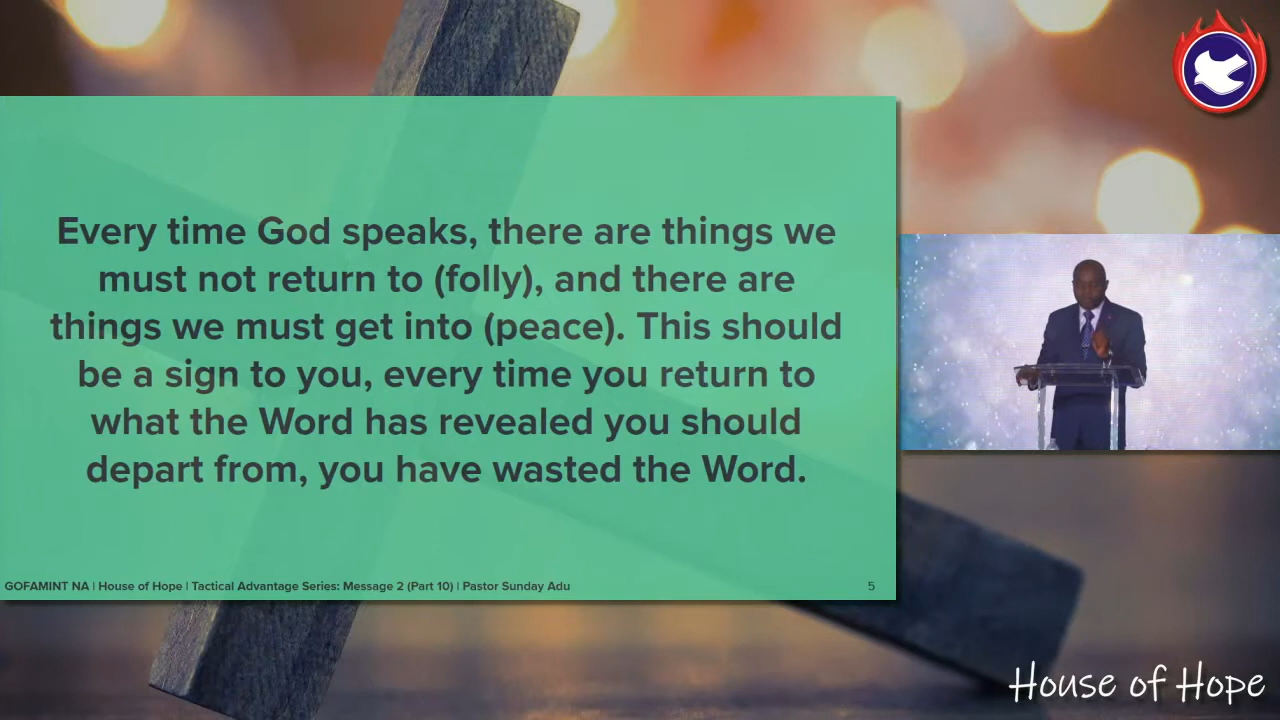 Every time God speaks, there are things we
must not return to (folly), and there are
things we must get into (peace). This should
be a sign to you, every time you return to
what the Word has revealed you should
depart from, you have wasted the Word.
GOFAMINT NA | House of Hope | Tactical Advantage Series: Message 2 (Part 10) | Pastor Sunday Adu
5
House of Hope